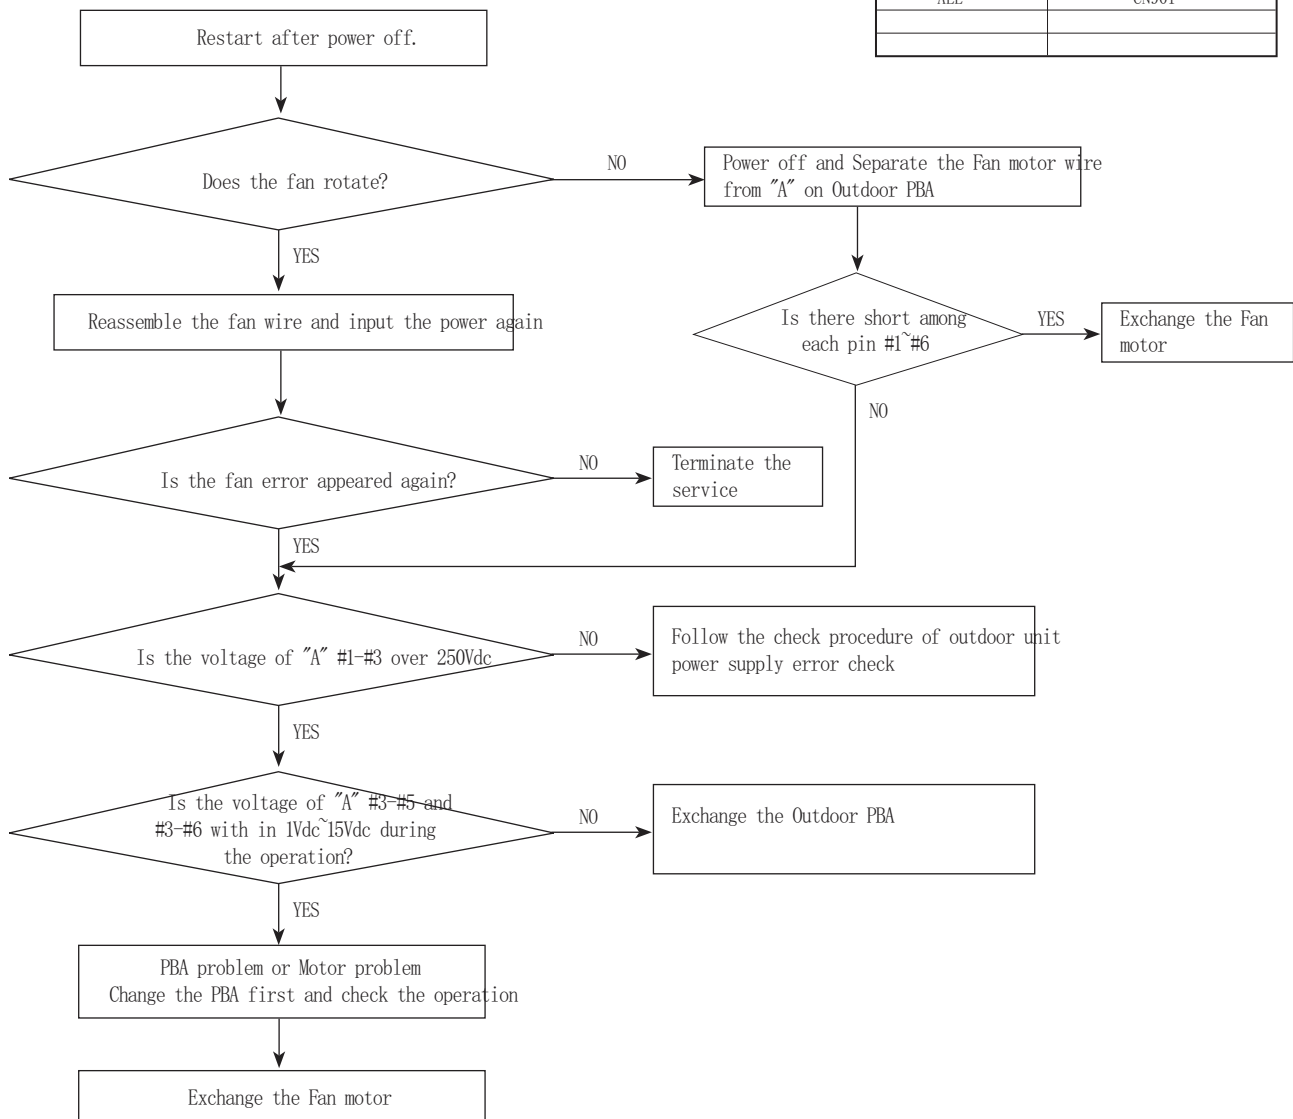 Restart after power off.
Does the fan rotate?
NO
Power off and Separate the Fan motor wire
from "A" on Outdoor PBA
YES
Reassemble the fan wire and input the power again
Is there short among
each pin #1~#6
YES
Exchange the Fan
motor
NO
Is the fan error appeared again?
NO
Terminate the
service
YES
Is the voltage of "A" #1-#3 over 250Vdc
NO
Follow the check procedure of outdoor unit
power supply error check
YES
Is the voltage of "A" #3-#5 and
#3-#6 with in 1Vdc~15Vdc during
the operation?
NO
Exchange the Outdoor PBA
YES
PBA problem or Motor problem
Change the PBA first and check the operation
Exchange the Fan motor